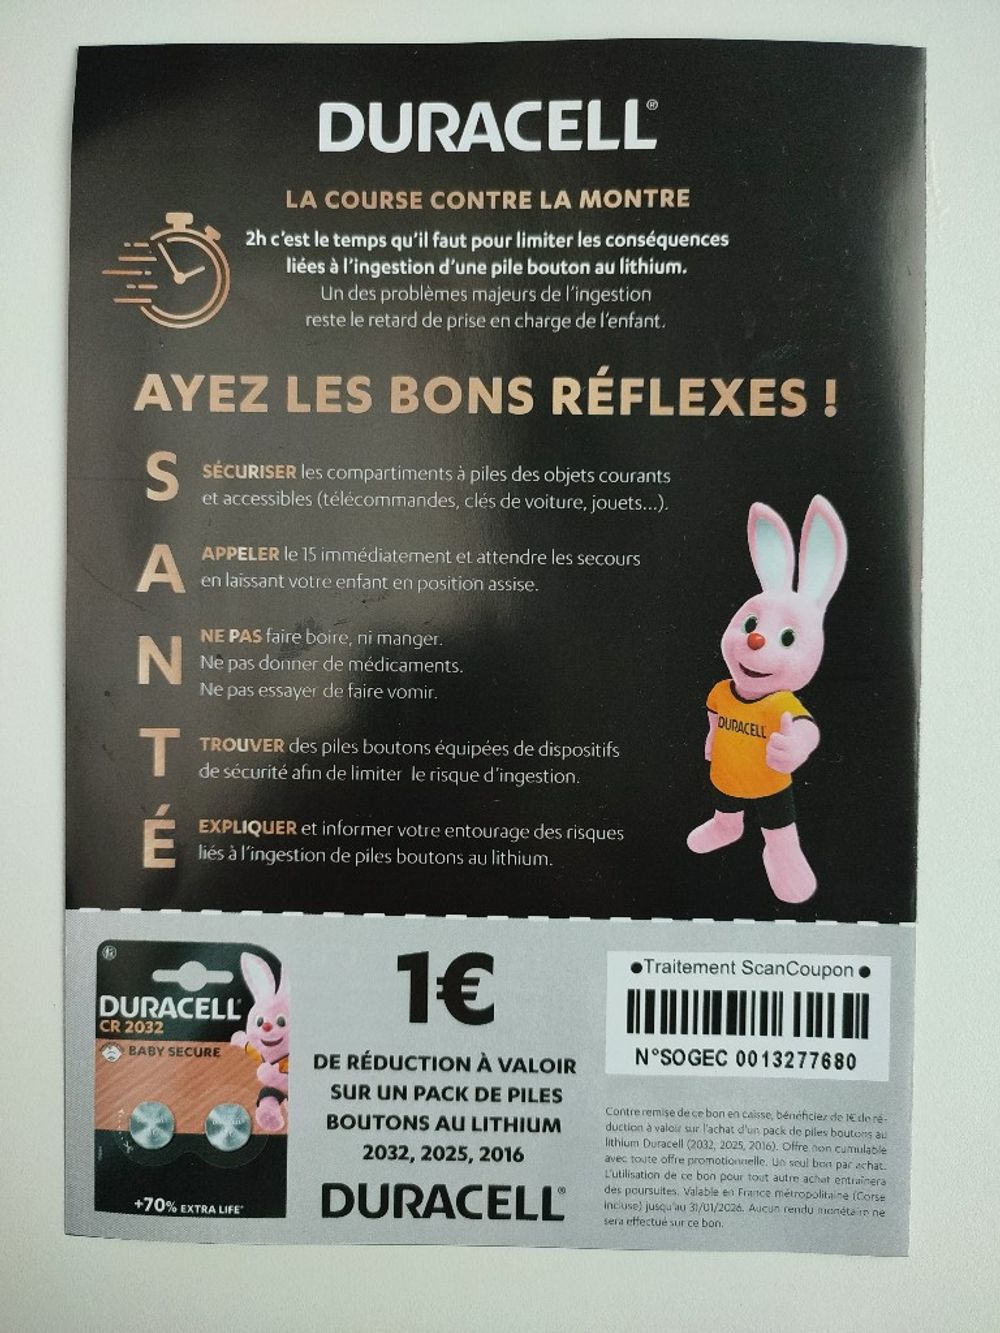 DURACELL®
LA COURSE CONTRE LA MONTRE
2h c'est le temps qu'il faut pour limiter les conséquences
liées à l'ingestion d'une pile bouton au lithium.
Un des problèmes majeurs de l'ingestion
reste le retard de prise en charge de l'enfant.
AYEZ LES BONS RÉFLEXES !
S
SÉCURISER les compartiments à piles des objets courants
et accessibles (télécommandes, clés de voiture, jouets...).
A
APPELER le 15 immédiatement et attendre les secours
en laissant votre enfant en position assise.
N
NE PAS faire boire, ni manger.
Ne pas donner de médicaments.
Ne pas essayer de faire vomir.
T
TROUVER des piles boutons équipées de dispositifs
de sécurité afin de limiter le risque d'ingestion.
É
EXPLIQUER et informer votre entourage des risques
liés à l'ingestion de piles boutons au lithium.
DURACELL
DURACELL
CR 2032
BABY SECURE
+70% EXTRA LIFE*
1€
DE RÉDUCTION À VALOIR
SUR UN PACK DE PILES
BOUTONS AU LITHIUM
2032, 2025, 2016
DURACELL®
●Traitement ScanCoupon ●
N°SOGEC 0013277680
Contre remise de ce bon en caisse, bénéficiez de 1€ de ré-
duction à valoir sur l'achat d'un pack de piles boutons au
lithium Duracell (2032, 2025, 2016). Offre non cumulable
avec toute offre promotionnelle. Un seul bon par achat.
L'utilisation de ce bon pour tout autre achat entraînera
des poursuites. Valable en France métropolitaine (Corse
incluse) jusqu'au 31/01/2026. Aucun rendu monétaire ne
sera effectué sur ce bon.